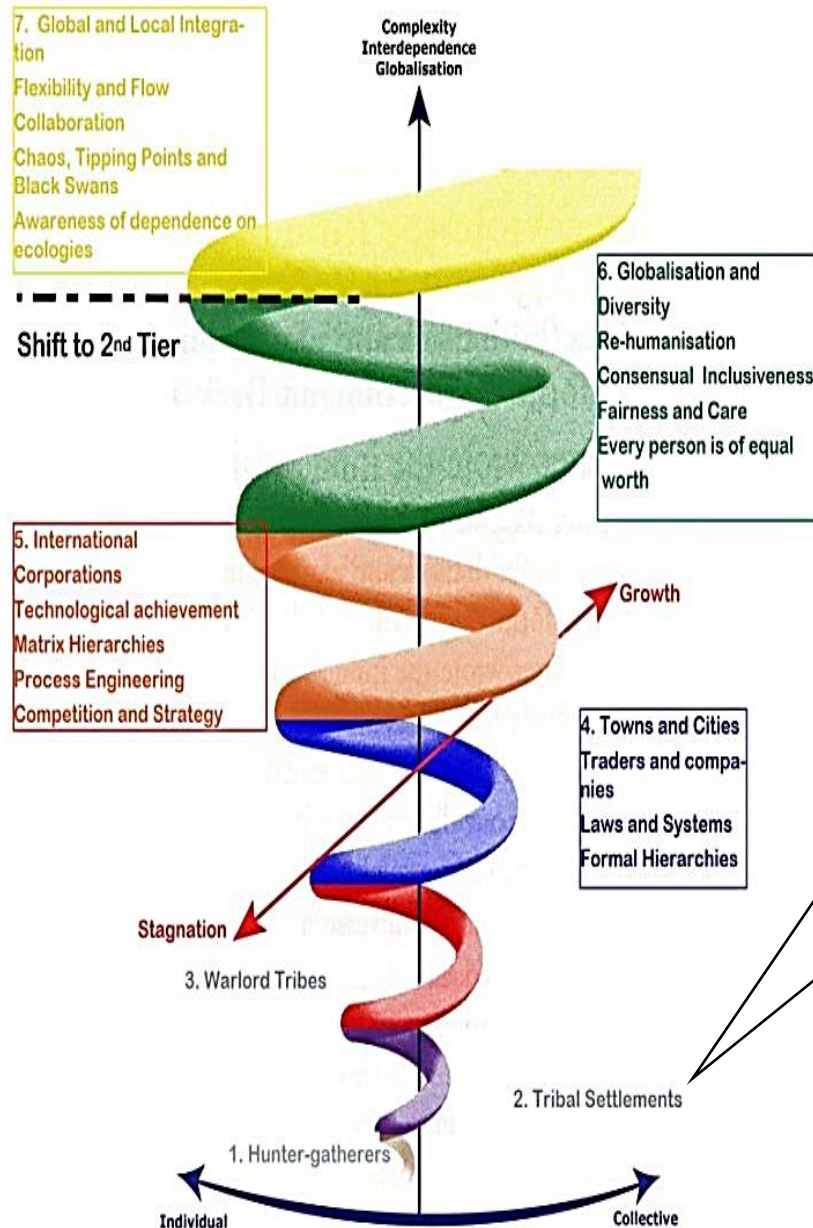 7. Global and Local Integra-
tion
Flexibility and Flow
Collaboration
Chaos, Tipping Points and
Black Swans
Awareness of dependence on
ecologies
Complexity
Interdependence
Globalisation
Shift to 2nd Tier
6. Globalisation and
Diversity
Re-humanisation
Consensual Inclusiveness
Fairness and Care
Every person is of equal
worth
5. International
Corporations
Technological achievement
Matrix Hierarchies
Process Engineering
Competition and Strategy
Growth
4. Towns and Cities
Traders and compa-
nies
Laws and Systems
Formal Hierarchies
Stagnation
3. Warlord Tribes
2. Tribal Settlements
1. Hunter-gatherers
Individual
Collective